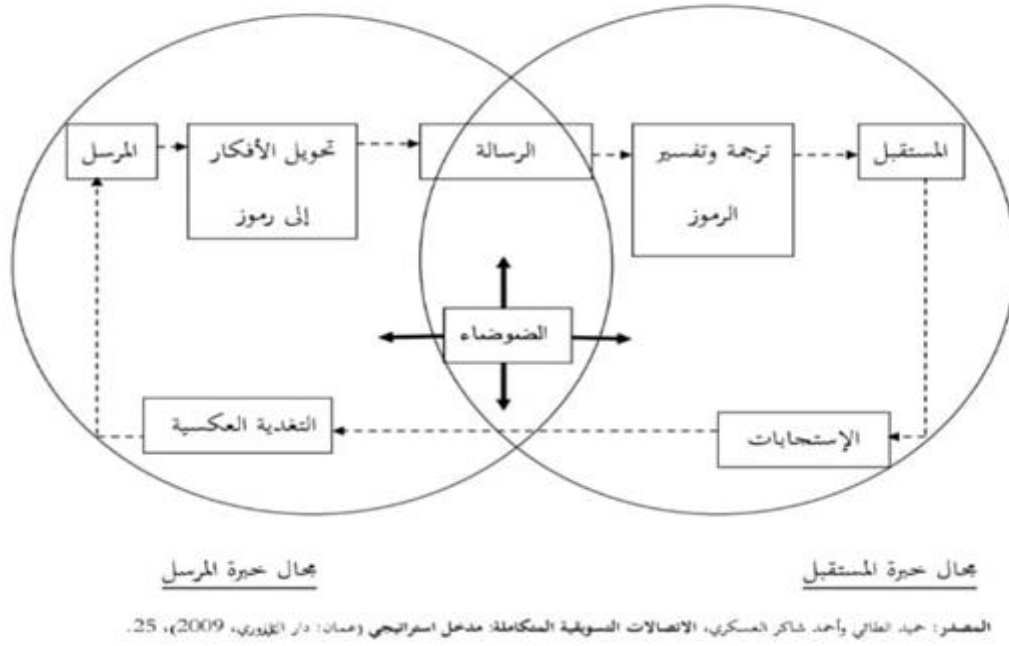 المرسل
تحويل الأفكار
إلى رموز
الرسالة
ترجمة وتفسير
الرموز
المستقبل
الضوضاء
التغدية العكسية
الإستجابات
مجال خبرة المرسل
مجال خبرة المستقبل
المصدر: حميد الطائي وأحمد شاكر العسكري، الاتصالات التسويقية المتكاملة: مدخل استراتيجي (عمان: دار اليازوري، 2009)، 25.